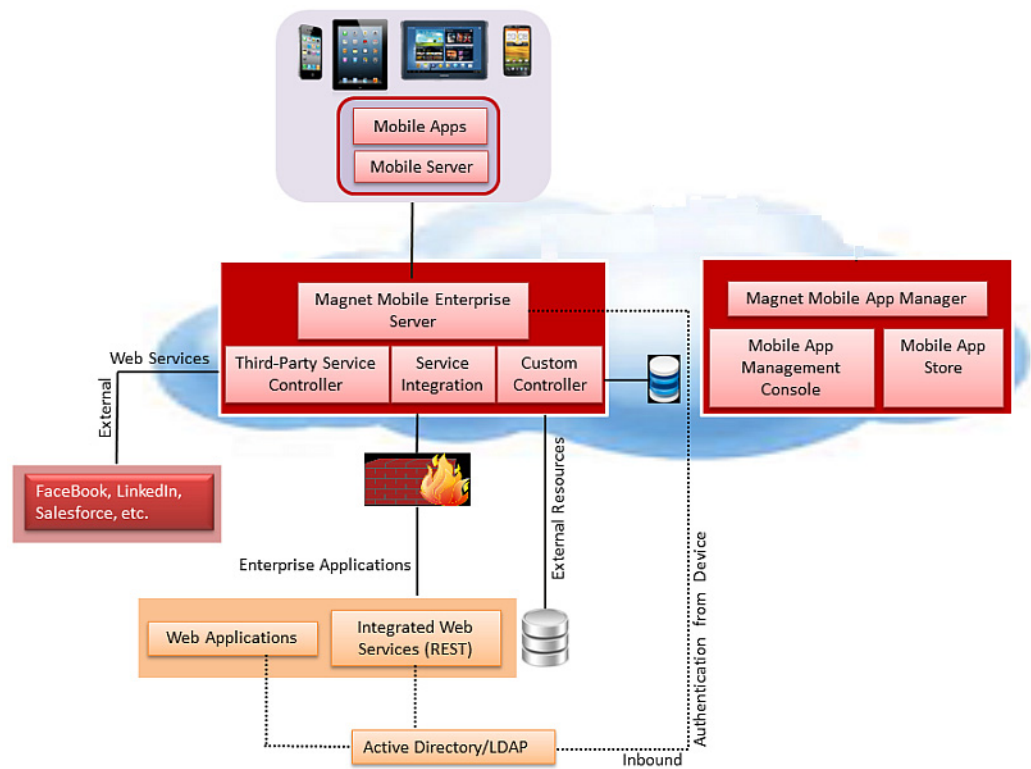 Mobile Apps
Mobile Server
Magnet Mobile Enterprise
Server
Magnet Mobile App Manager
Web Services
Third-Party Service
Controller
Service
Integration
Custom
Controller
Mobile App
Management
Console
Mobile App
Store
External
FaceBook, LinkedIn,
Salesforce, etc.
External Resources
Enterprise Applications
Authentication from Device
Web Applications
Integrated Web
Services (REST)
Active Directory/LDAP
Inbound